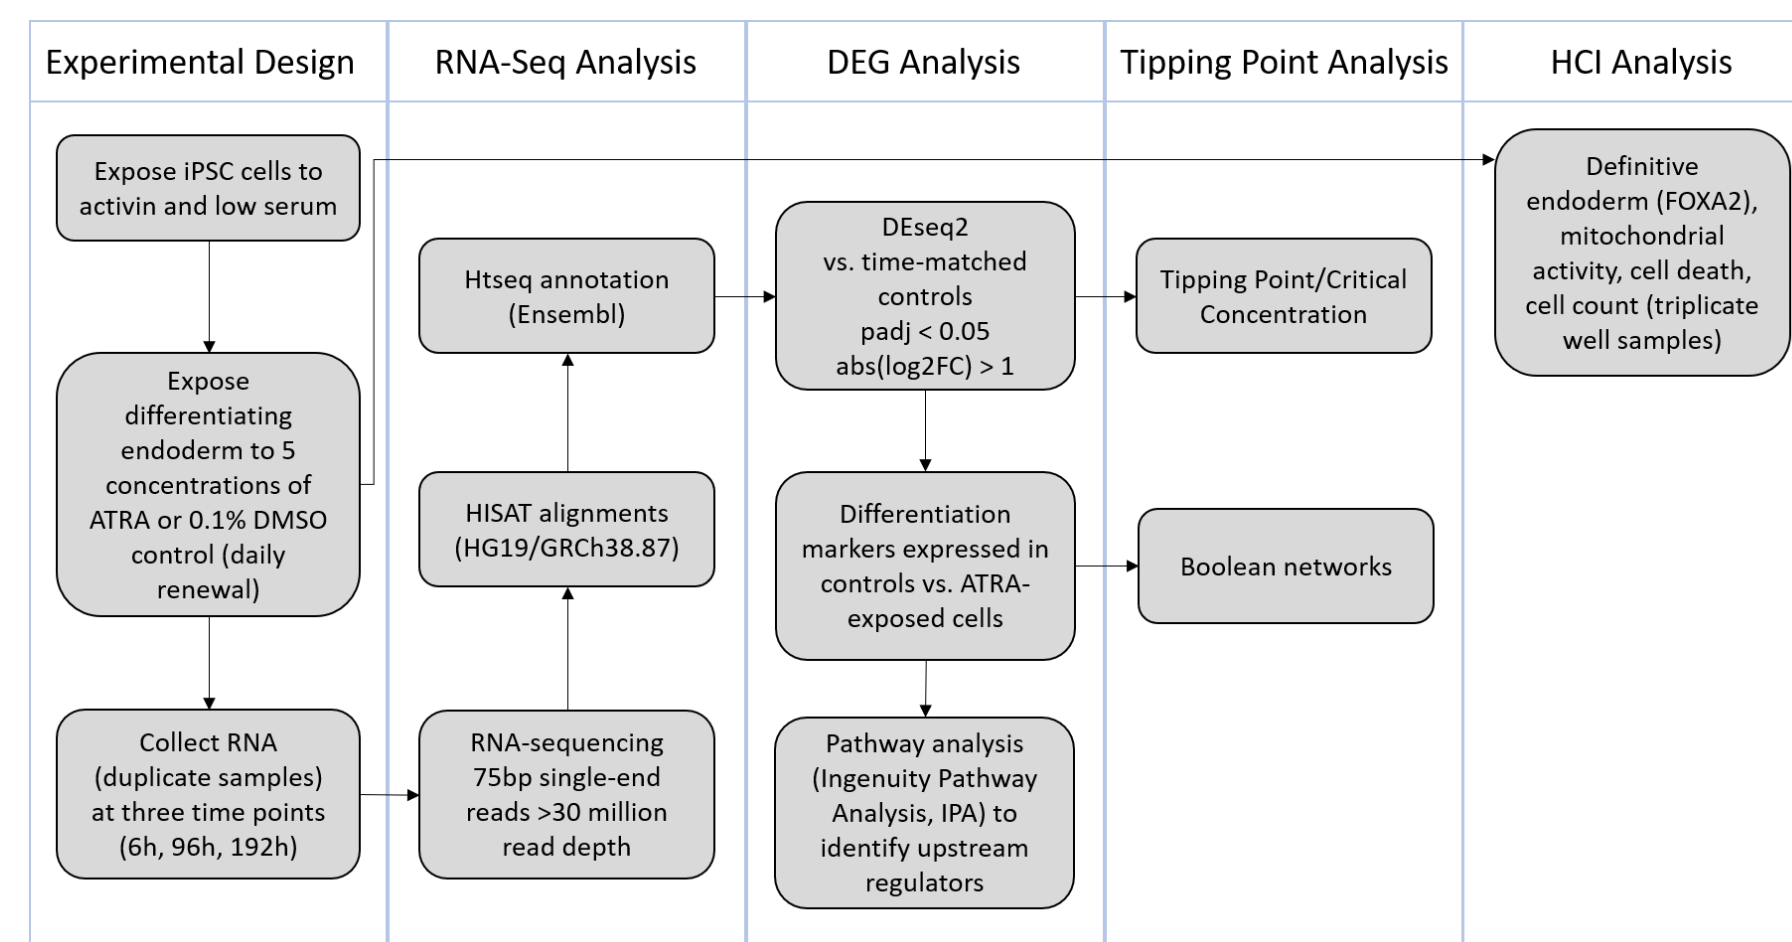 Experimental Design
RNA-Seq Analysis
DEG Analysis
Tipping Point Analysis
HCI Analysis
Expose iPSC cells to
activin and low serum
Expose
differentiating
endoderm to 5
concentrations of
ATRA or 0.1% DMSO
control (daily
renewal)
Collect RNA
(duplicate samples)
at three time points
(6h, 96h, 192h)
Htseq annotation
(Ensembl)
HISAT alignments
(HG19/GRCh38.87)
RNA-sequencing
75bp single-end
reads >30 million
read depth
DEseq2
vs. time-matched
controls
padj < 0.05
abs(log2FC) > 1
Differentiation
markers expressed in
controls vs. ATRA-
exposed cells
Pathway analysis
(Ingenuity Pathway
Analysis, IPA) to
identify upstream
regulators
Tipping Point/Critical
Concentration
Boolean networks
Definitive
endoderm (FOXA2),
mitochondrial
activity, cell death,
cell count (triplicate
well samples)